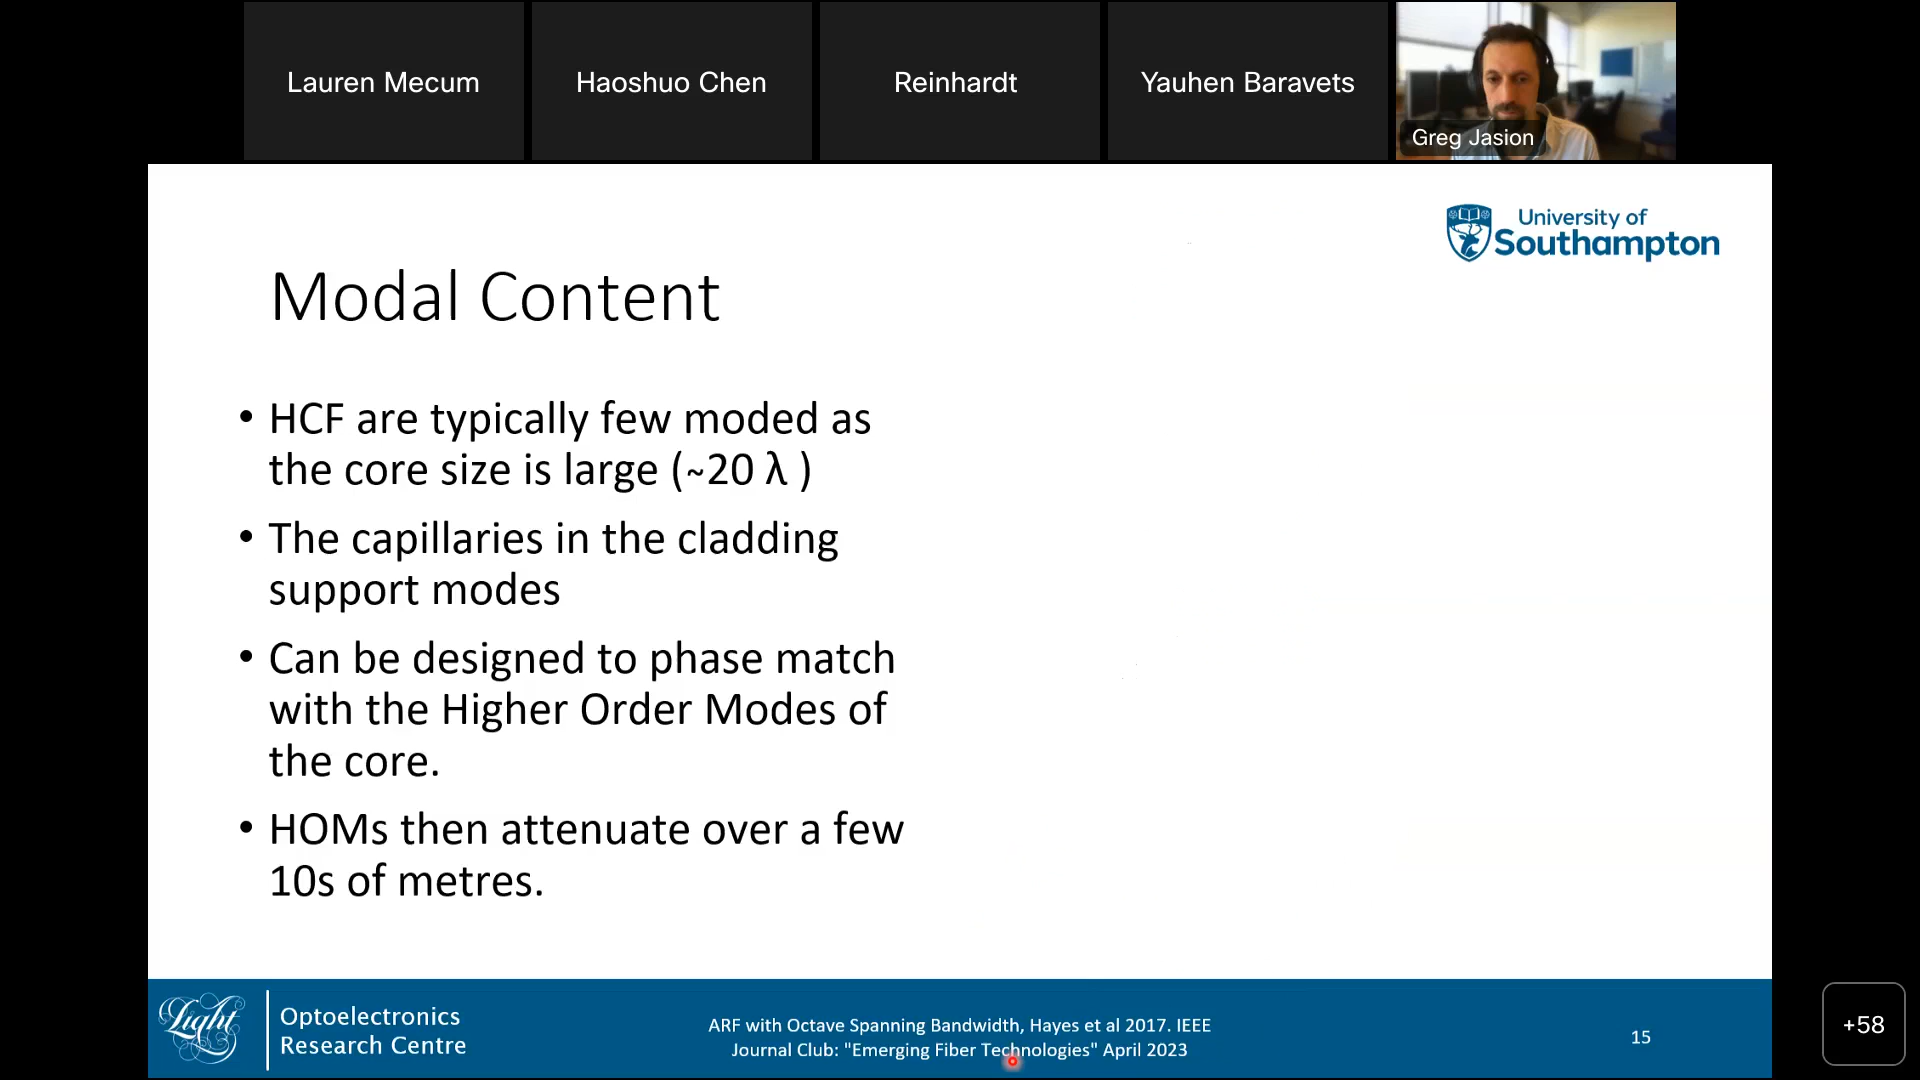 Lauren Mecum
Haoshuo Chen
Reinhardt
Yauhen Baravets
Greg Jasion
University of
Southampton
Modal Content
• HCF are typically few moded as
the core size is large (~20 λ )
• The capillaries in the cladding
support modes
• Can be designed to phase match
with the Higher Order Modes of
the core.
• HOMs then attenuate over a few
10s of metres.
Light
Optoelectronics
Research Centre
ARF with Octave Spanning Bandwidth, Hayes et al 2017. IEEE
Journal Club: "Emerging Fiber Technologies" April 2023
15
+58